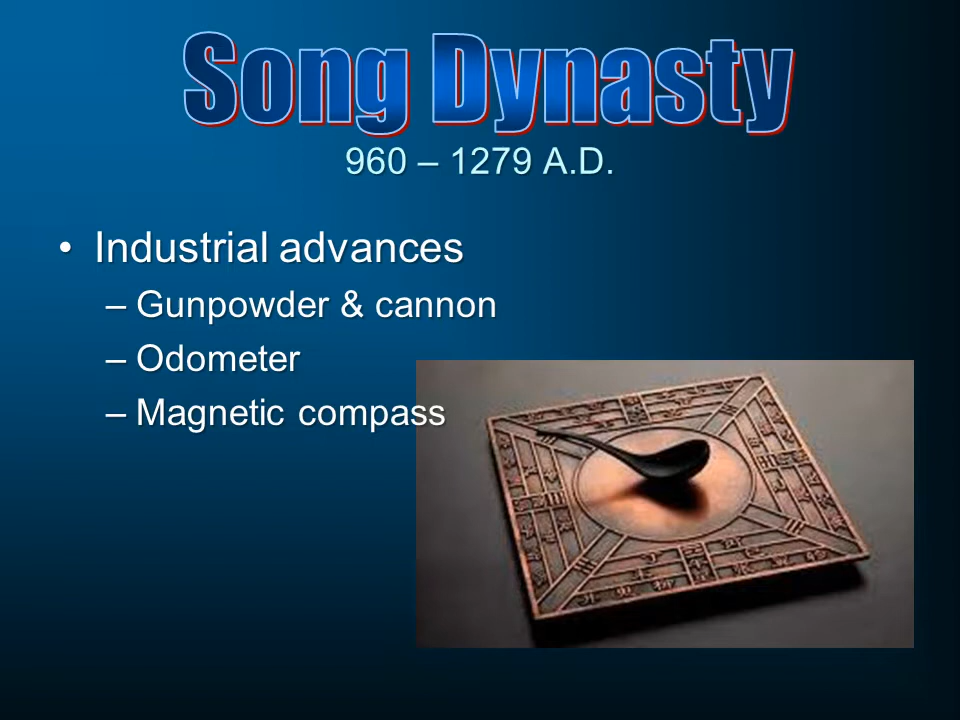 Song Dynasty
960 – 1279 A.D.
• Industrial advances
– Gunpowder & cannon
– Odometer
– Magnetic compass